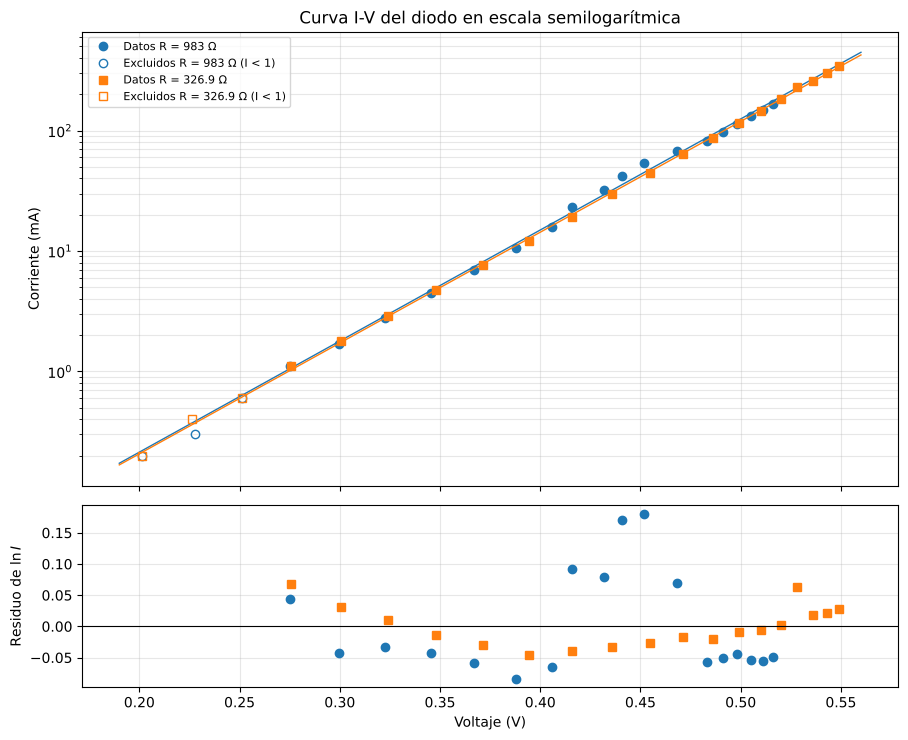 Curva I-V del diodo en escala semilogarítmica
Datos R = 983 Ω
Excluidos R = 983 Ω (I < 1)
Datos R = 326.9 Ω
Excluidos R = 326.9 Ω (I < 1)
Corriente (mA)
10²
10¹
10⁰
Residuo de ln I
0.15
0.10
0.05
0.00
−0.05
0.20 0.25 0.30 0.35 0.40 0.45 0.50 0.55
Voltaje (V)